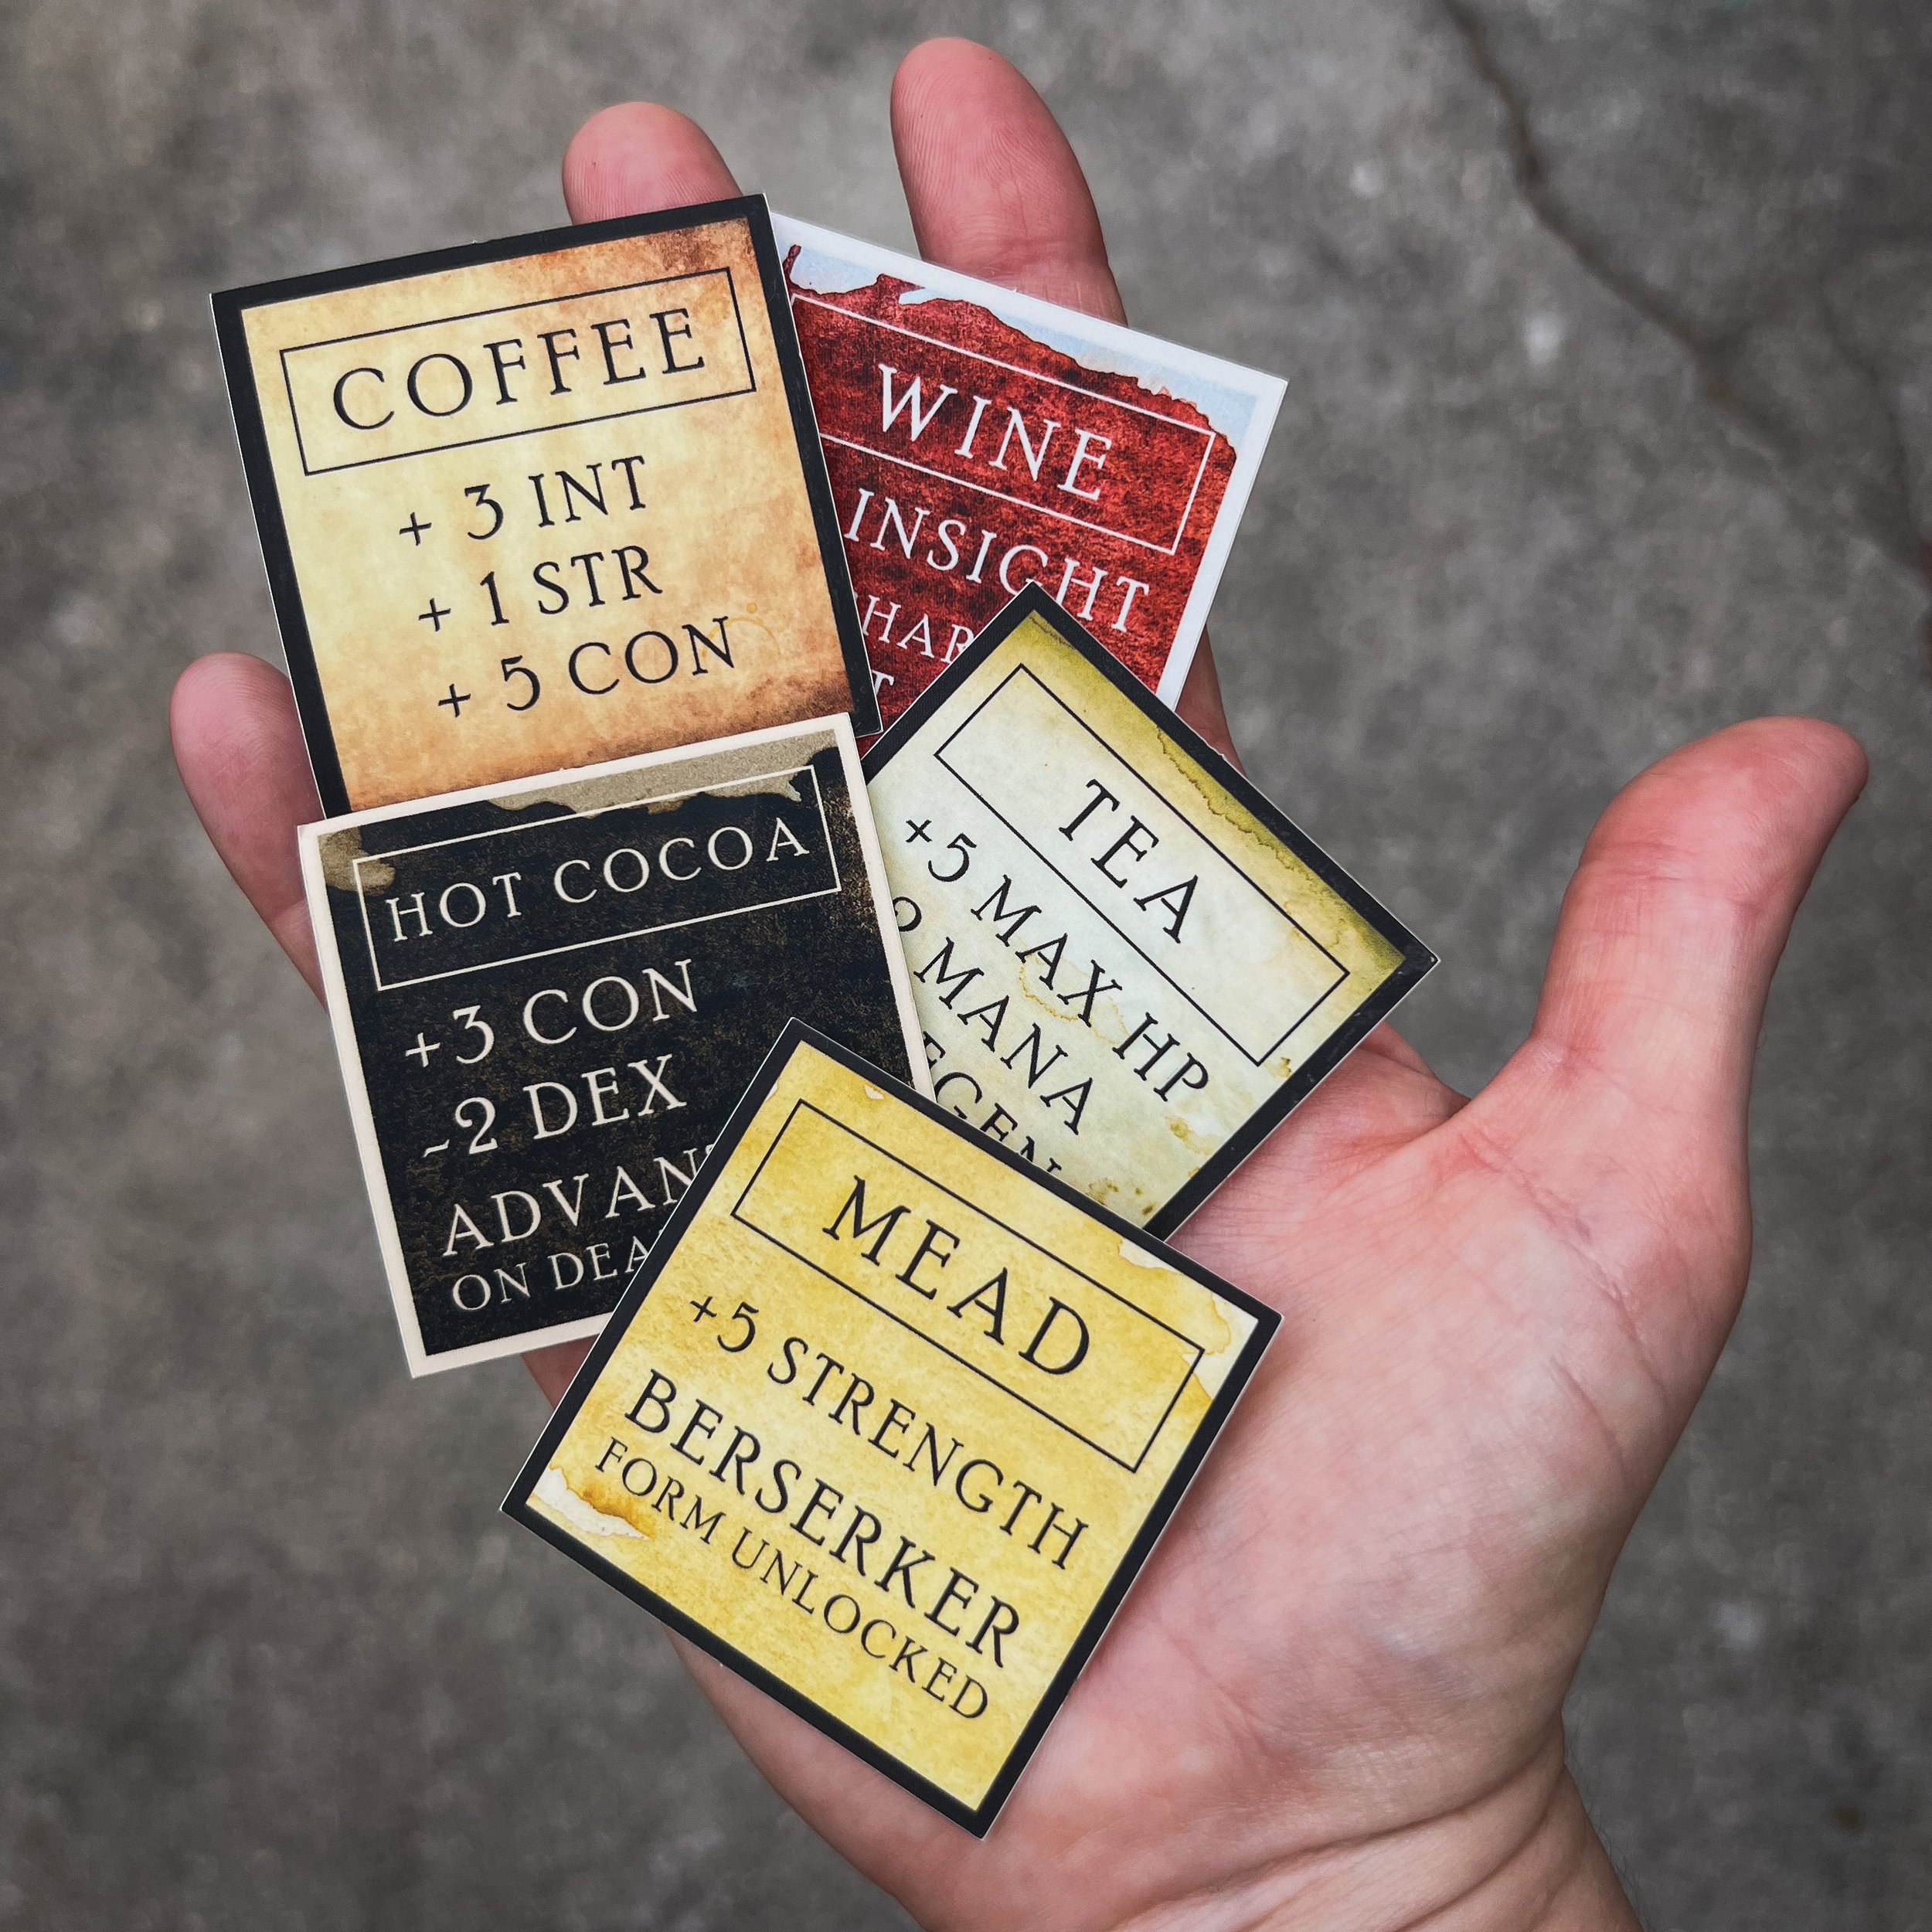 COFFEE
+ 3 INT
+ 1 STR
+ 5 CON
WINE
INSIGHT
HOT COCOA
+3 CON
-2 DEX
ON
TEA
+5 MAX HP
MANA
MEAD
+5 STRENGTH
BERSERKER
FORM UNLOCKED